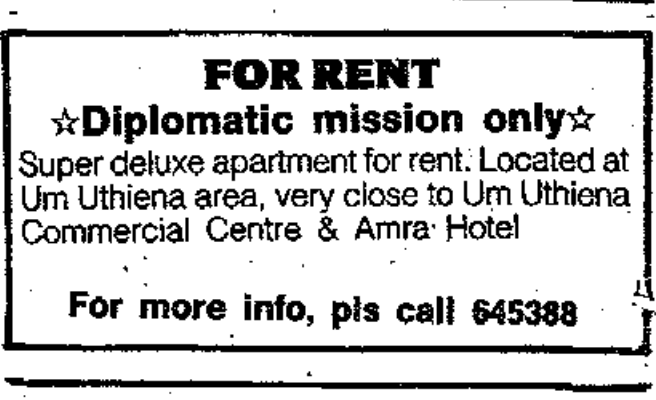 FOR RENT
☆Diplomatic mission only☆
Super deluxe apartment for rent. Located at
Um Uthiena area, very close to Um Uthiena
Commercial Centre & Amra Hotel
For more info, pls call 645388